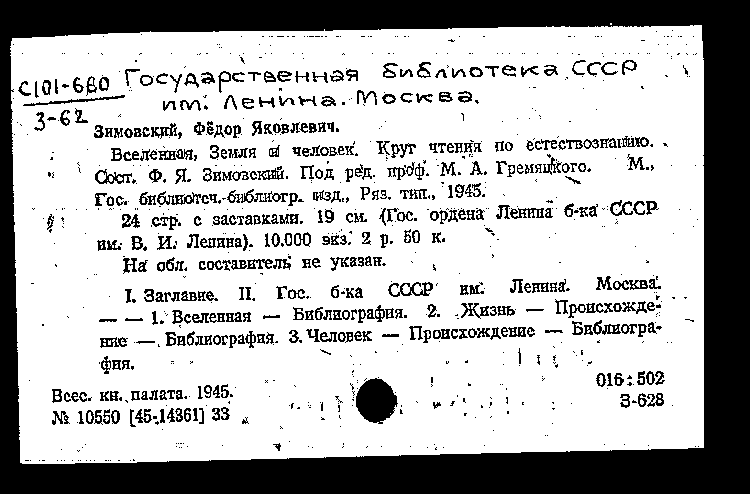 С101-680 Государственная библиотека СССР
3-62 им. Ленина. Москва.
Зимовский, Фёдор Яковлевич.
Вселенная, Земля и человек. Круг чтения по естествознанию.
Сост. Ф. Я. Зимовский. Под ред. проф. М. А. Гремяцкого. М.,
Гос. библиотеч.-библиогр. изд., Ряз. тип., 1945.
24 стр. с заставками. 19 см. (Гос. ордена Ленина б-ка СССР
им. В. И. Ленина). 10.000 экз. 2 р. 50 к.
На обл. составитель не указан.
I. Заглавие. II. Гос. б-ка СССР им. Ленина. Москва.
— — 1. Вселенная — Библиография. 2. Жизнь — Происхожде-
ние — Библиография. 3. Человек — Происхождение — Библиогра-
фия.
016 : 502
Всес. кн. палата. 1945.
З-628
№ 10550 [45-14361] 33